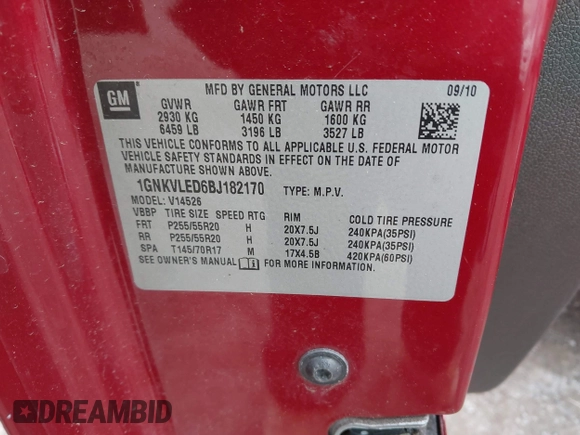 GM
MFD BY GENERAL MOTORS LLC 09/10
GVWR GAWR FRT GAWR RR
2930 KG 1450 KG 1600 KG
6459 LB 3196 LB 3527 LB
THIS VEHICLE CONFORMS TO ALL APPLICABLE U.S. FEDERAL MOTOR
VEHICLE SAFETY STANDARDS IN EFFECT ON THE DATE OF
MANUFACTURE SHOWN ABOVE.
1GNKVLED6BJ182170 TYPE: M.P.V.
MODEL: V14526
VBBP TIRE SIZE SPEED RTG RIM COLD TIRE PRESSURE
FRT P255/55R20 H 20X7.5J 240KPA(35PSI)
RR P255/55R20 H 20X7.5J 240KPA(35PSI)
SPA T145/70R17 M 17X4.5B 420KPA(60PSI)
SEE OWNER'S MANUAL FOR MORE INFORMATION.
DREAMBID